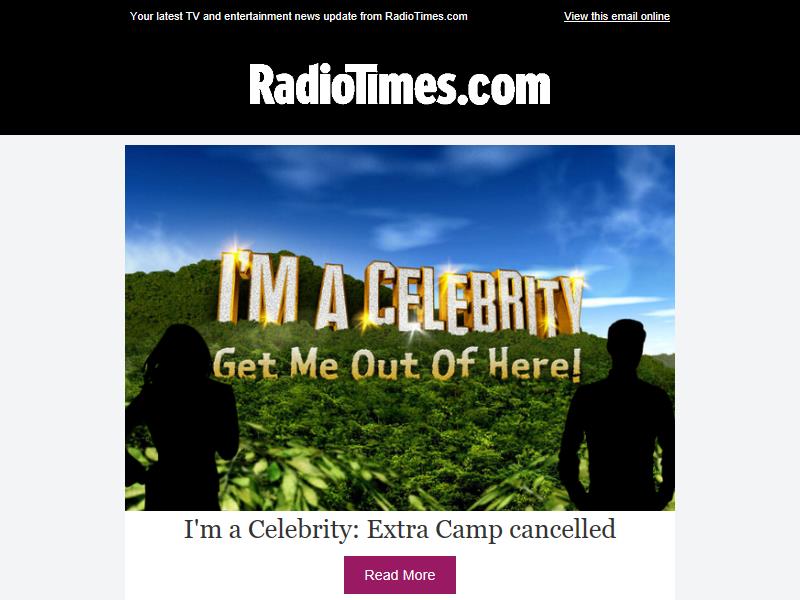 Your latest TV and entertainment news update from RadioTimes.com
View this email online
RadioTimes.com
I'M A CELEBRITY
Get Me Out Of Here!
I'm a Celebrity: Extra Camp cancelled
Read More